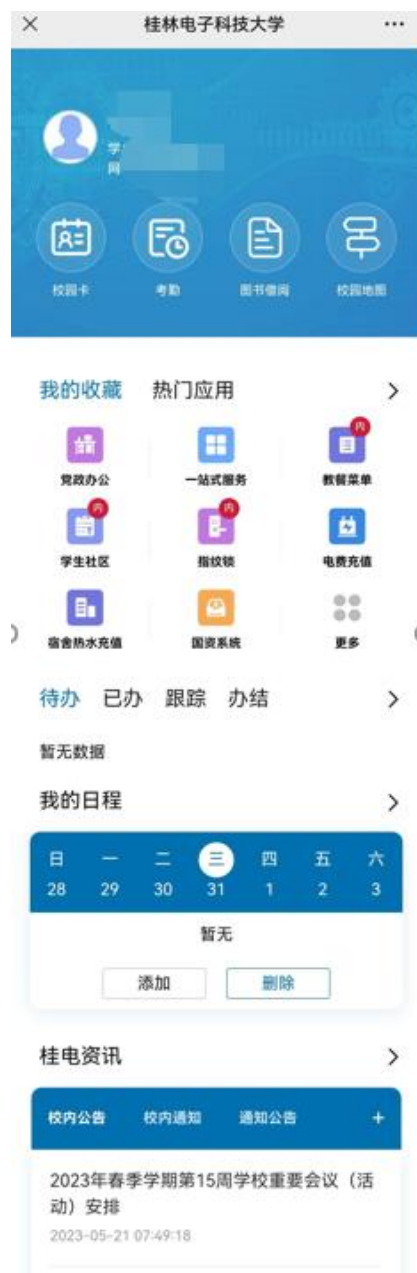 桂林电子科技大学
学
网
校园卡 考勤 图书借阅 校园地图
我的收藏 热门应用
内
党政办公 一站式服务 教餐菜单
内 内
学生社区 指纹锁 电费充值
宿舍热水充值 国资系统 更多
待办 已办 跟踪 办结
暂无数据
我的日程
日 一 二 三 四 五 六
28 29 30 31 1 2 3
暂无
添加 删除
桂电资讯
校内公告 校内通知 通知公告 +
2023年春季学期第15周学校重要会议（活
动）安排
2023-05-21 07:49:18